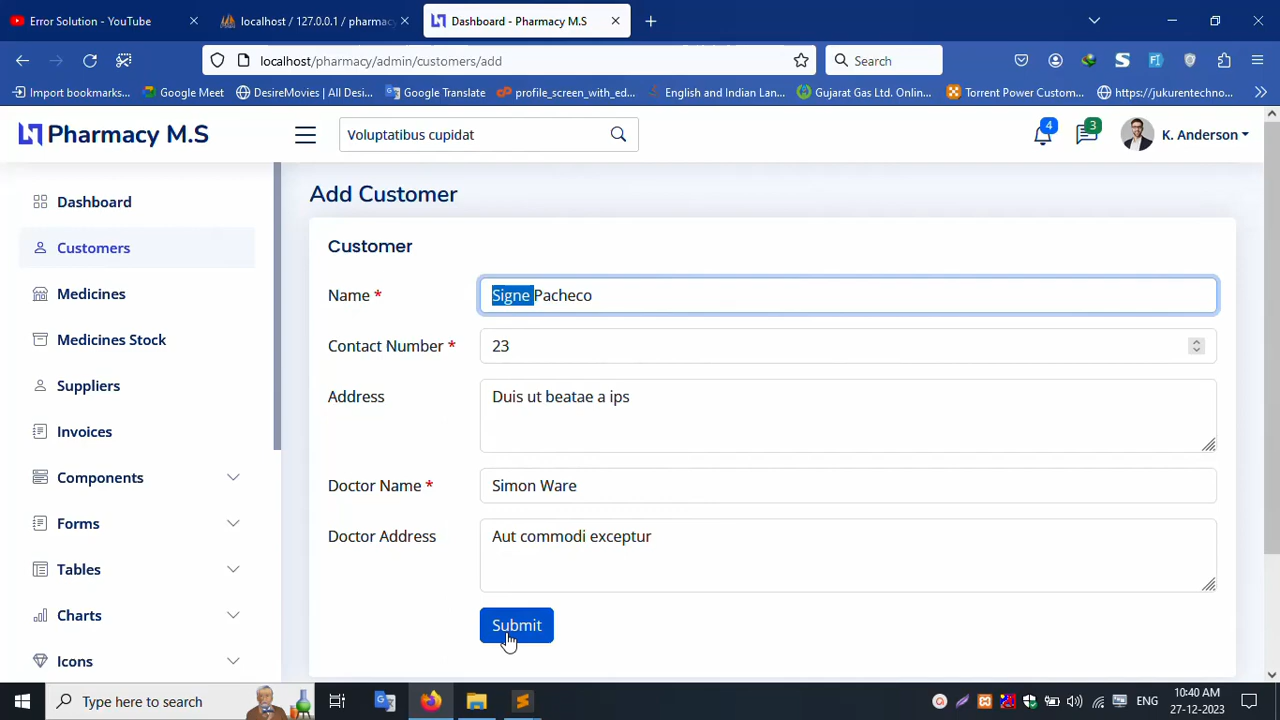 Error Solution - YouTube
localhost / 127.0.0.1 / pharmacy
Dashboard - Pharmacy M.S
localhost/pharmacy/admin/customers/add
Search
Import bookmarks...
Google Meet
DesireMovies | All Desi...
Google Translate
profile_screen_with_ed...
English and Indian Lan...
Gujarat Gas Ltd. Onlin...
Torrent Power Custom...
https://jukurentechno...
Pharmacy M.S
Voluptatibus cupidat
4
3
K. Anderson
Dashboard
Customers
Medicines
Medicines Stock
Suppliers
Invoices
Components
Forms
Tables
Charts
Icons
Add Customer
Customer
Name *
Signe Pacheco
Contact Number *
23
Address
Duis ut beatae a ips
Doctor Name *
Simon Ware
Doctor Address
Aut commodi exceptur
Submit
Type here to search
ENG
10:40 AM
27-12-2023